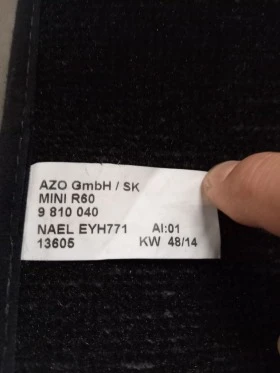 AZO GmbH / SK
MINI R60
9 810 040
NAEL EYH771 AI:01
13605 KW 48/14